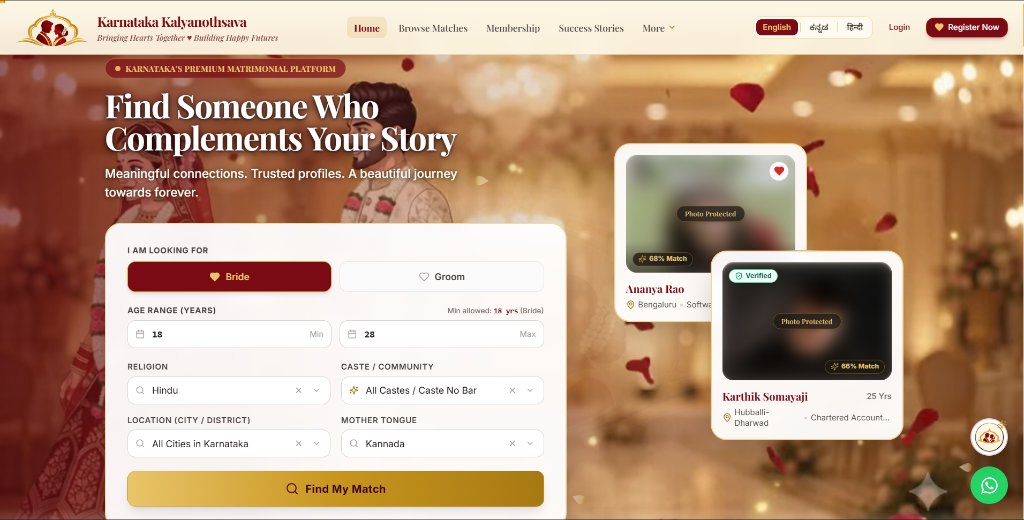 Karnataka Kalyanothsava
Bringing Hearts Together ♥ Building Happy Futures
Home
Browse Matches
Membership
Success Stories
More
English
ಕನ್ನಡ
हिन्दी
Login
Register Now
KARNATAKA'S PREMIUM MATRIMONIAL PLATFORM
Find Someone Who
Complements Your Story
Meaningful connections. Trusted profiles. A beautiful journey
towards forever.
I AM LOOKING FOR
Bride
Groom
AGE RANGE (YEARS)
Min allowed: 18 yrs (Bride)
18
Min
28
Max
RELIGION
CASTE / COMMUNITY
Hindu
All Castes / Caste No Bar
LOCATION (CITY / DISTRICT)
MOTHER TONGUE
All Cities in Karnataka
Kannada
Find My Match
Photo Protected
68% Match
Ananya Rao
Bengaluru • Softwa
Verified
Photo Protected
66% Match
Karthik Somayaji
25 Yrs
Hubballi-
Dharwad
• Chartered Account...